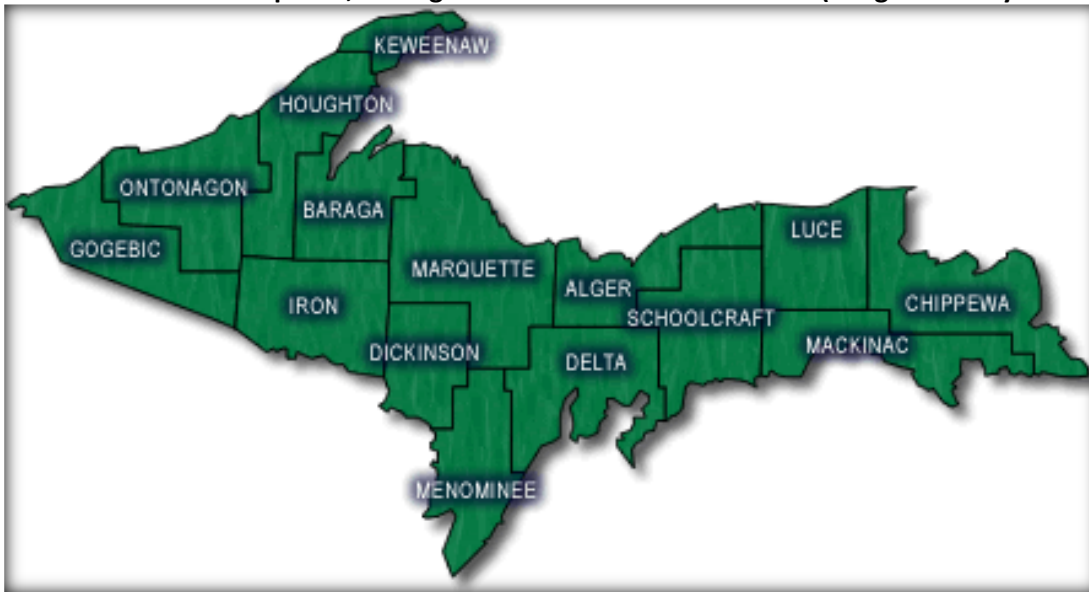 KEWEENAW
HOUGHTON
ONTONAGON
BARAGA
LUCE
GOGEBIC
MARQUETTE
ALGER
IRON
CHIPPEWA
SCHOOLCRAFT
MACKINAC
DICKINSON
DELTA
MENOMINEE